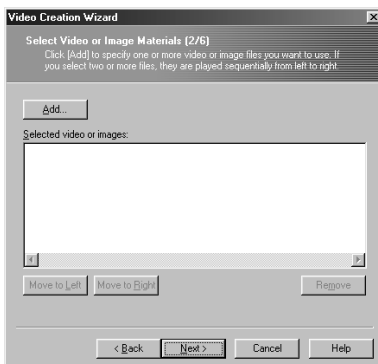 Video Creation Wizard
Select Video or Image Materials (2/6)
Click [Add] to specify one or more video or image files you want to use. If
you select two or more files, they are played sequentially from left to right.
Add...
Selected video or images:
Move to Left Move to Right Remove
< Back Next > Cancel Help